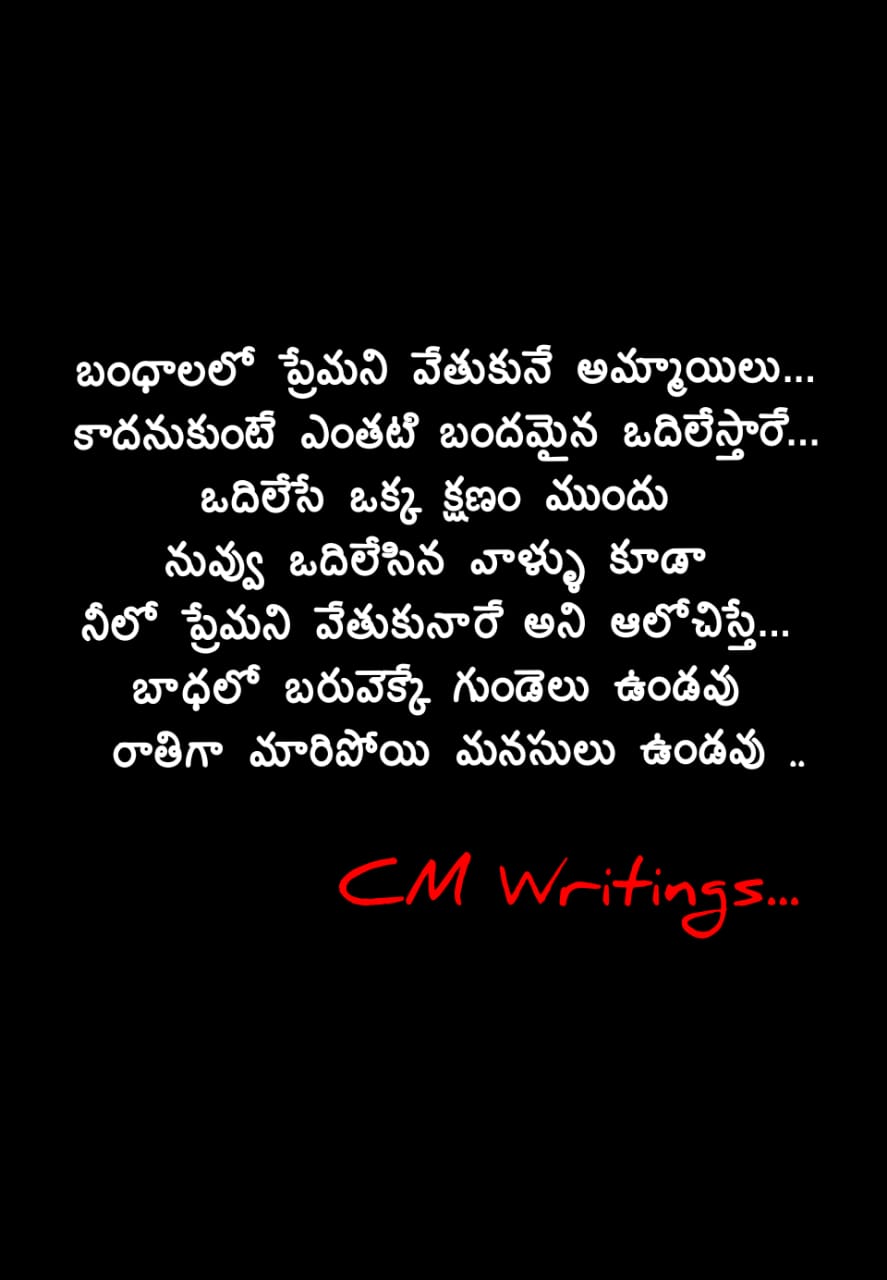 బంధాలలో ప్రేమని వేతుకునే అమ్మాయిలు...
కాదనుకుంటే ఎంతటి బందమైన ఒదిలేస్తారే...
ఒదిలేసే ఒక్క క్షణం ముందు
నువ్వు ఒదిలేసిన వాళ్ళు కూడా
నీలో ప్రేమని వేతుకునారే అని ఆలోచిస్తే...
బాధలో బరువెక్కే గుండెలు ఉండవు
రాతిగా మారిపోయి మనసులు ఉండవు ..
CM Writings...